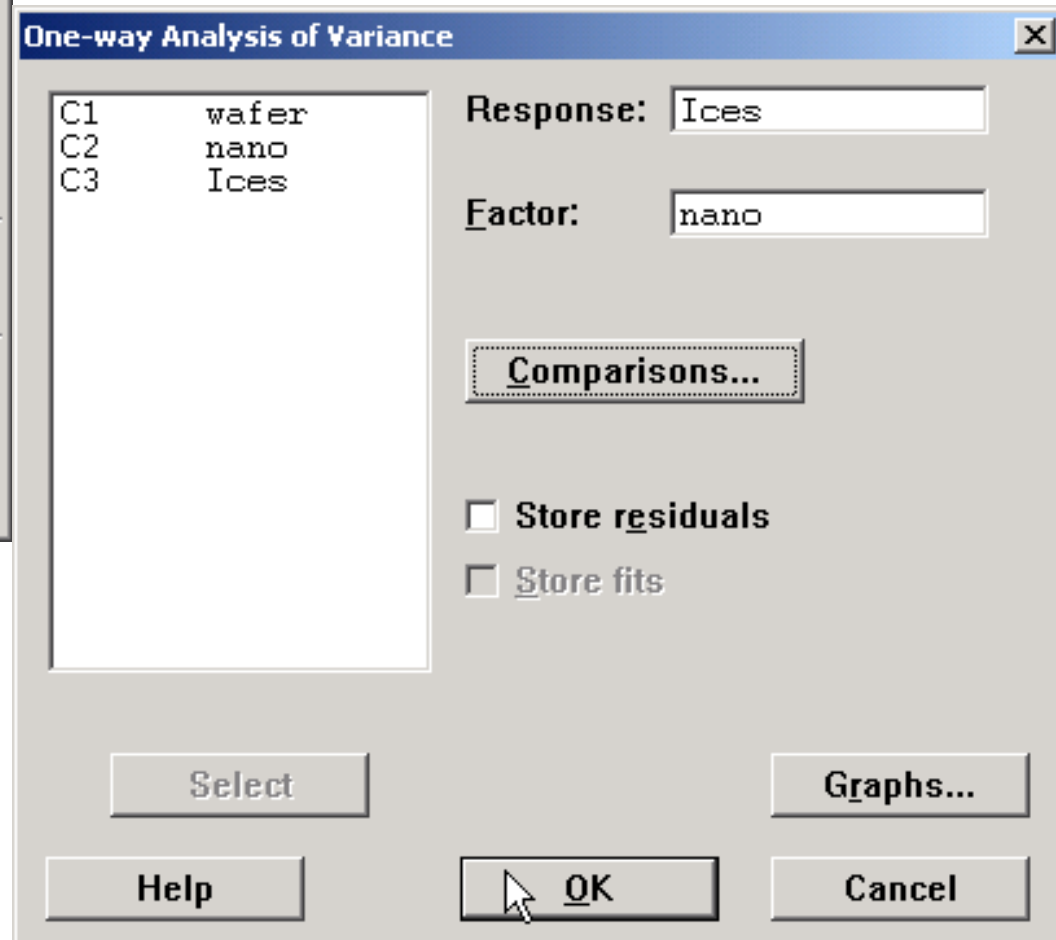 One-way Analysis of Variance
C1 wafer
C2 nano
C3 Ices
Response: Ices
Factor: nano
Comparisons...
Store residuals
Store fits
Select
Graphs...
Help
OK
Cancel